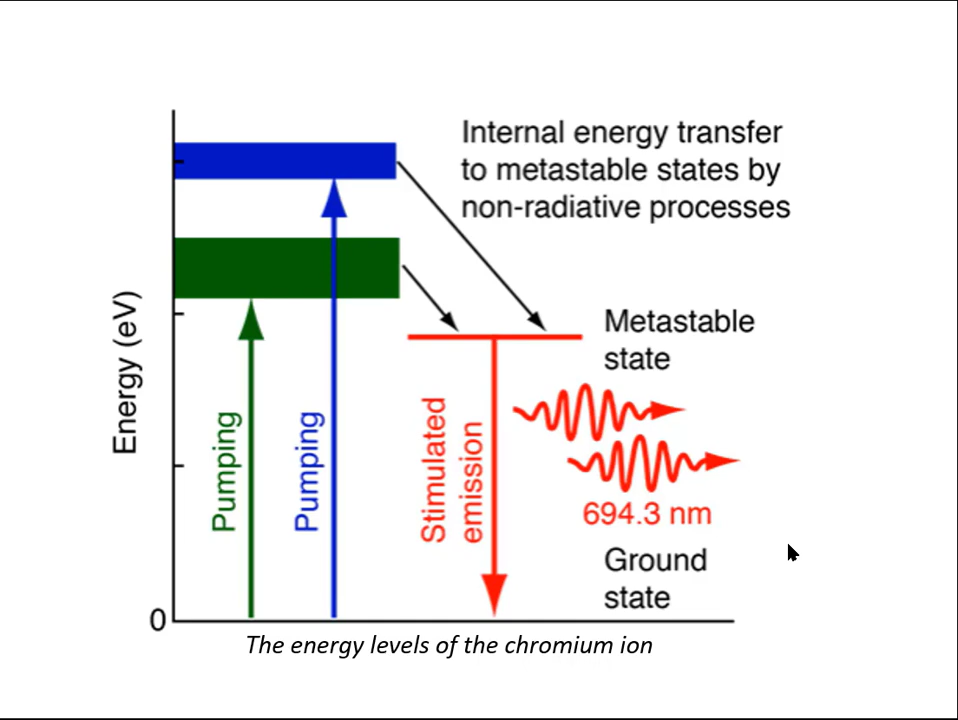 Internal energy transfer
to metastable states by
non-radiative processes
Energy (eV)
Metastable
state
Pumping
Pumping
Stimulated
emission
694.3 nm
Ground
state
0
The energy levels of the chromium ion